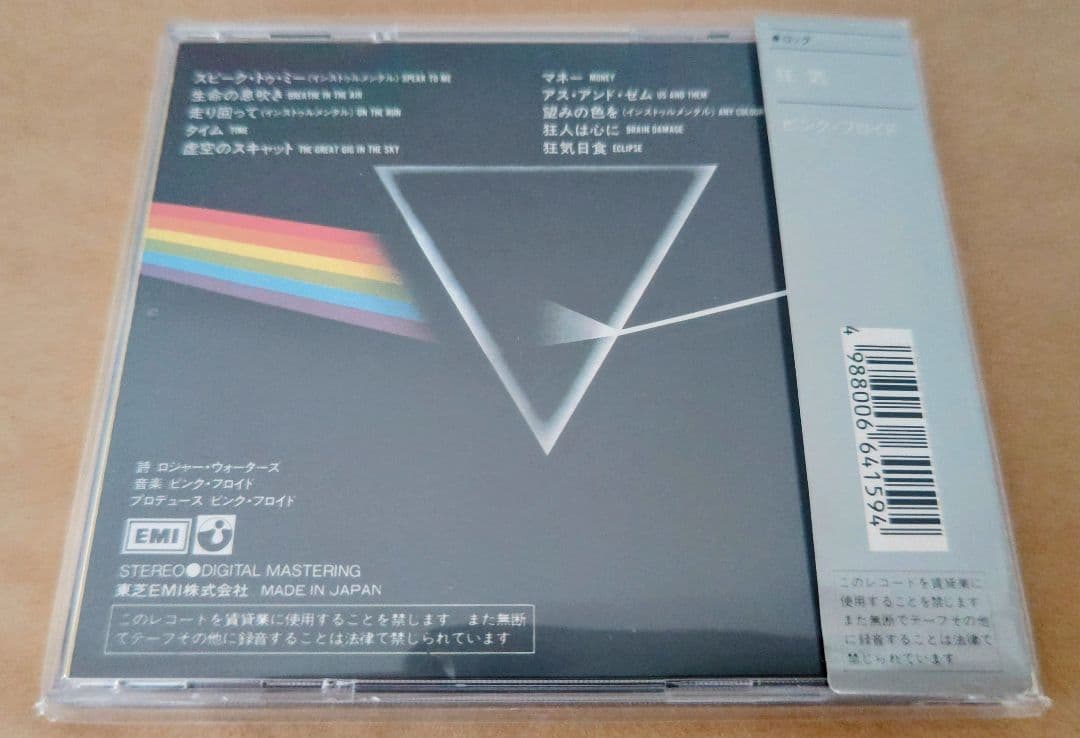 スピーク・トゥ・ミー(インストゥルメンタル) SPEAK TO ME
生命の息吹き BREATHE IN THE AIR
走り回って(インストゥルメンタル) ON THE RUN
タイム TIME
虚空のスキャット THE GREAT GIG IN THE SKY
マネー MONEY
アス・アンド・ゼム US AND THEM
望みの色を(インストゥルメンタル) ANY COLOUR
狂人は心に BRAIN DAMAGE
狂気日食 ECLIPSE
詩 ロジャー・ウォーターズ
音楽 ピンク・フロイド
プロデュース ピンク・フロイド
EMI
STEREO●DIGITAL MASTERING
東芝EMI株式会社 MADE IN JAPAN
このレコードを賃貸業に使用することを禁じます また無断
でテープその他に録音することは法律で禁じられています
●ロック
狂気
ピンク・フロイド
4 988006 641594
このレコードを賃貸業に
使用することを禁じます
また無断でテープその他
に録音することは法律で
禁じられています